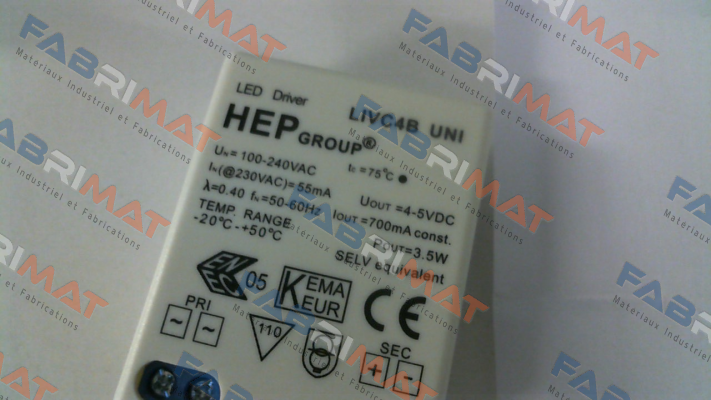 LED Driver LIVC4B UNI
HEP GROUP®
UN=100-240VAC tc=75°C
IN(@230VAC)=55mA UOUT=4-5VDC
λ=0.40 fN=50-60Hz IOUT=700mA const.
TEMP. RANGE POUT=3.5W
-20°C-+50°C SELV equivalent
ENEC 05 KEMA KEUR CE
PRI 110 SEC
~ ~ + -
FABRIMAT
Materiaux Industriel et Fabrications